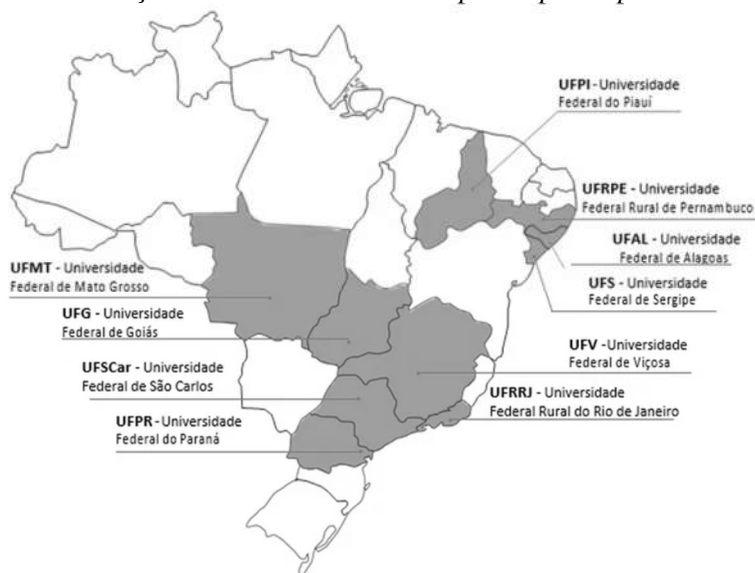 UFPI - Universidade
Federal do Piauí
UFRPE - Universidade
Federal Rural de Pernambuco
UFAL - Universidade
Federal de Alagoas
UFMT - Universidade
Federal de Mato Grosso
UFS - Universidade
Federal de Sergipe
UFG - Universidade
Federal de Goiás
UFV - Universidade
Federal de Viçosa
UFSCar - Universidade
Federal de São Carlos
UFRRJ - Universidade
Federal Rural do Rio de Janeiro
UFPR - Universidade
Federal do Paraná